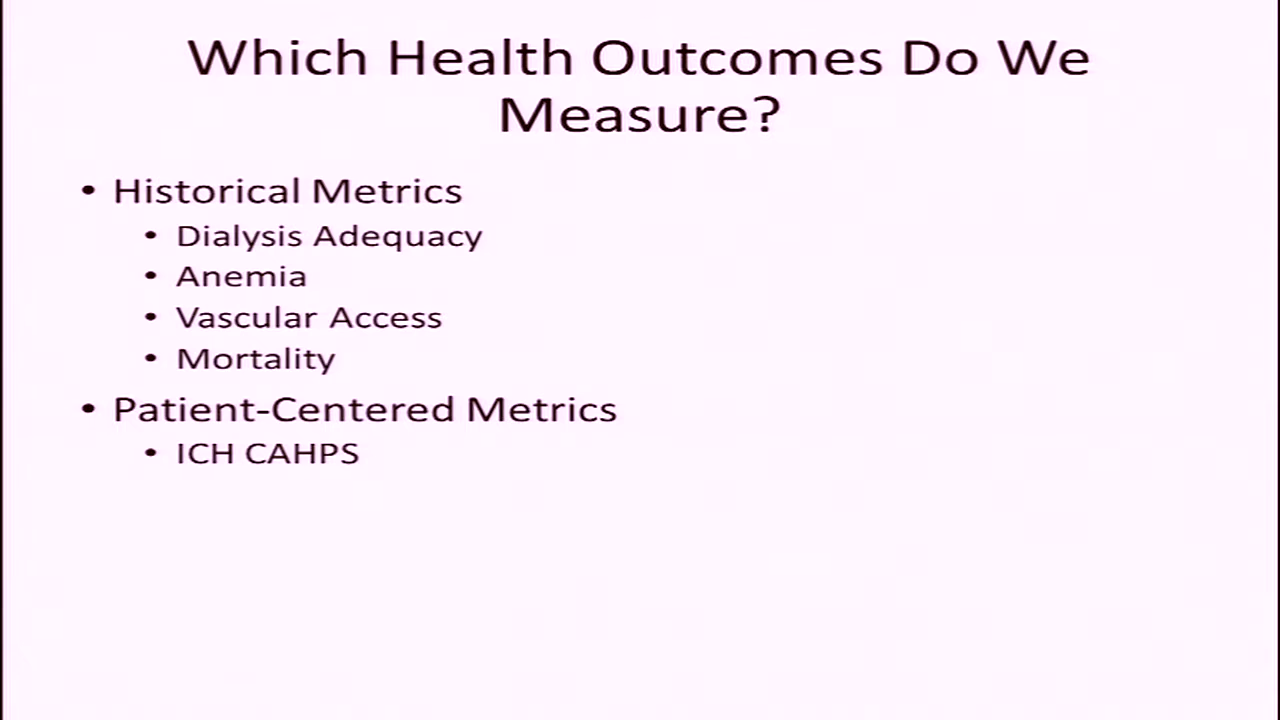 Which Health Outcomes Do We
Measure?
• Historical Metrics
• Dialysis Adequacy
• Anemia
• Vascular Access
• Mortality
• Patient-Centered Metrics
• ICH CAHPS